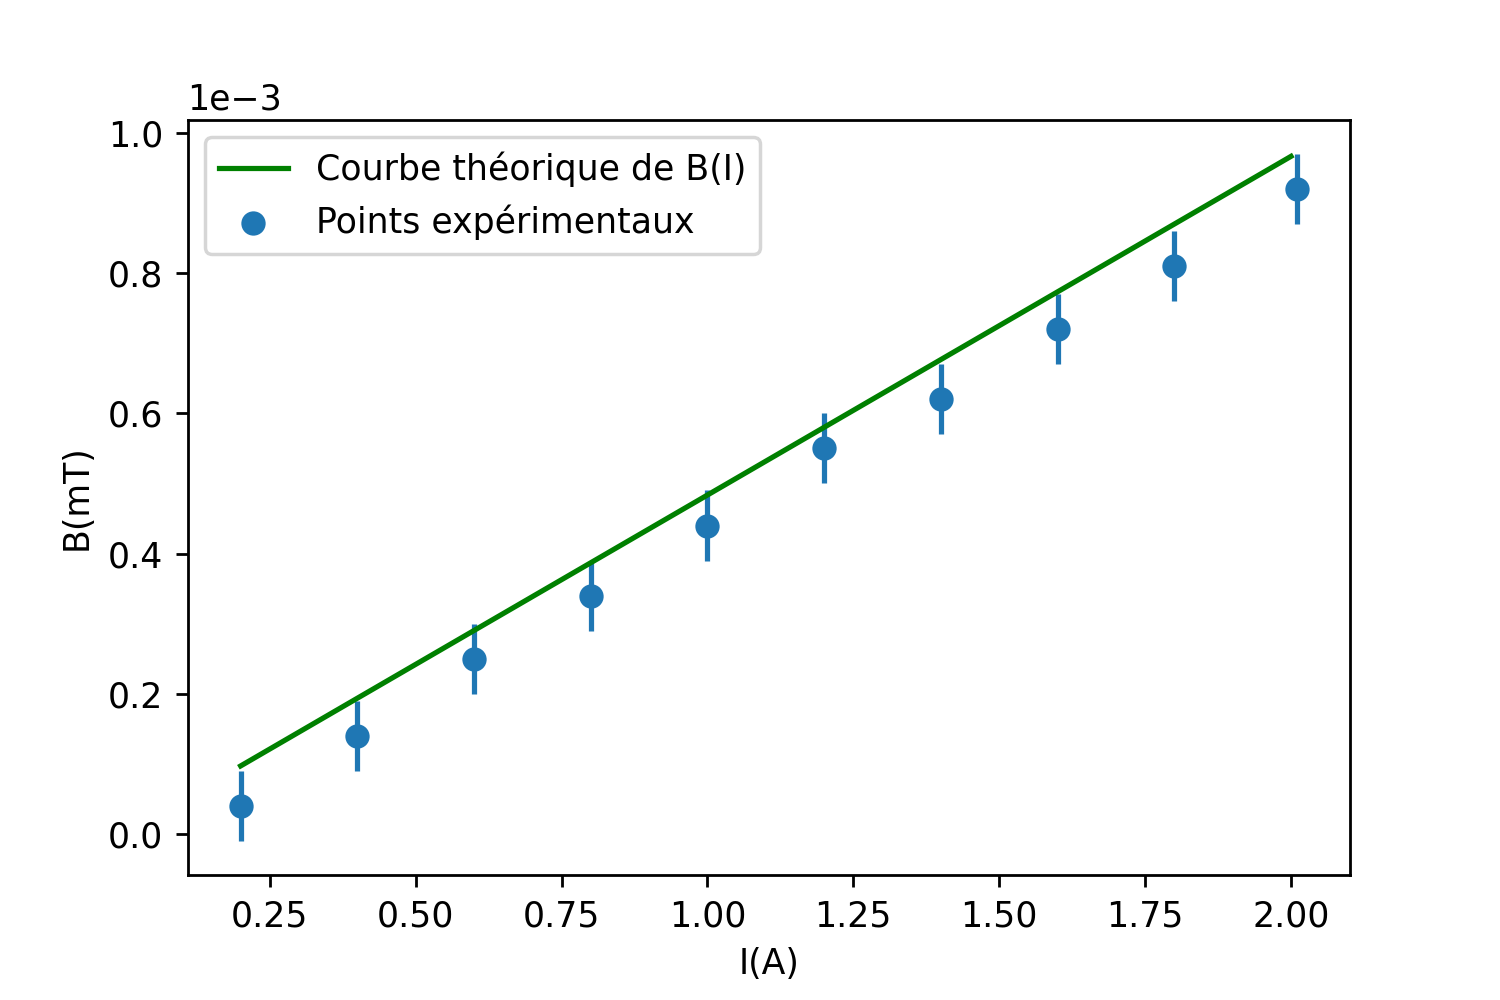 1e−3
1.0
0.8
0.6
0.4
0.2
0.0
B(mT)
Courbe théorique de B(I)
Points expérimentaux
0.25 0.50 0.75 1.00 1.25 1.50 1.75 2.00
I(A)